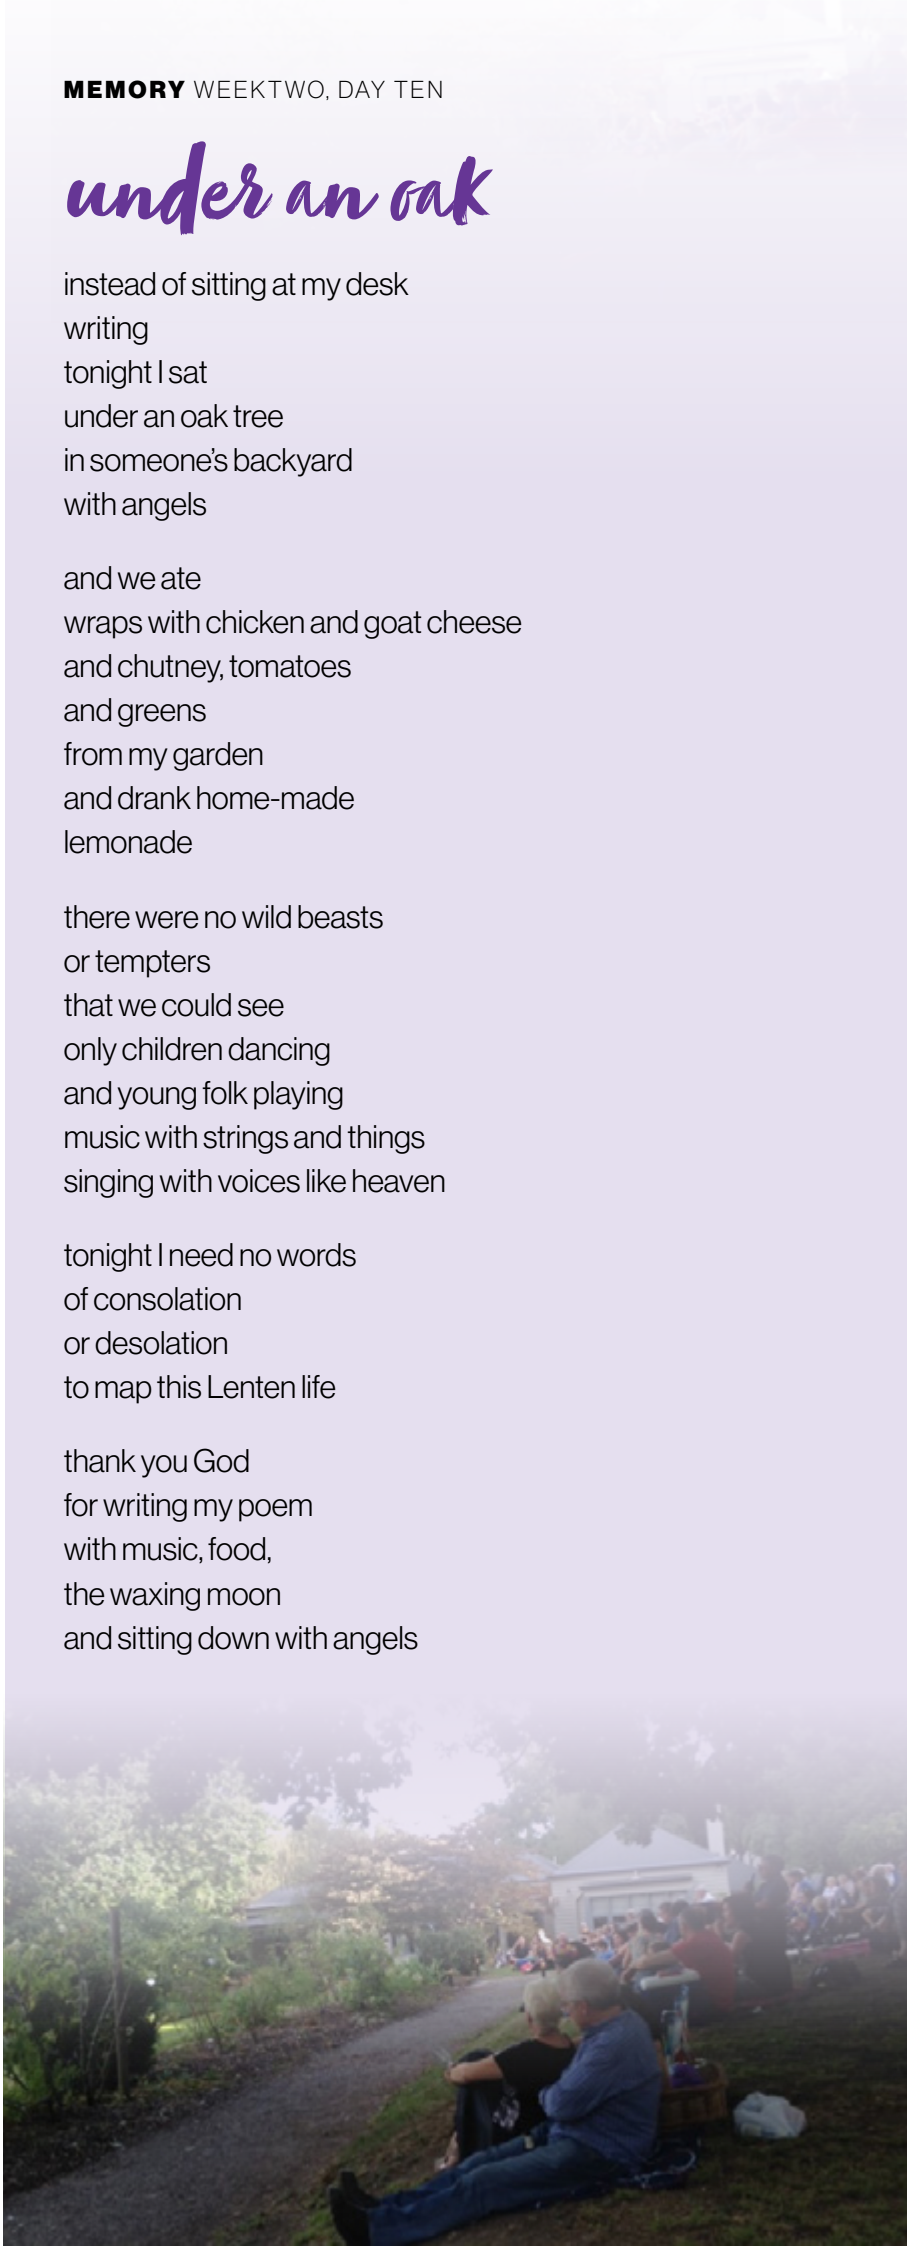 MEMORY WEEK TWO, DAY TEN
under an oak
instead of sitting at my desk
writing
tonight I sat
under an oak tree
in someone’s backyard
with angels
and we ate
wraps with chicken and goat cheese
and chutney, tomatoes
and greens
from my garden
and drank home-made
lemonade
there were no wild beasts
or tempters
that we could see
only children dancing
and young folk playing
music with strings and things
singing with voices like heaven
tonight I need no words
of consolation
or desolation
to map this Lenten life
thank you God
for writing my poem
with music, food,
the waxing moon
and sitting down with angels